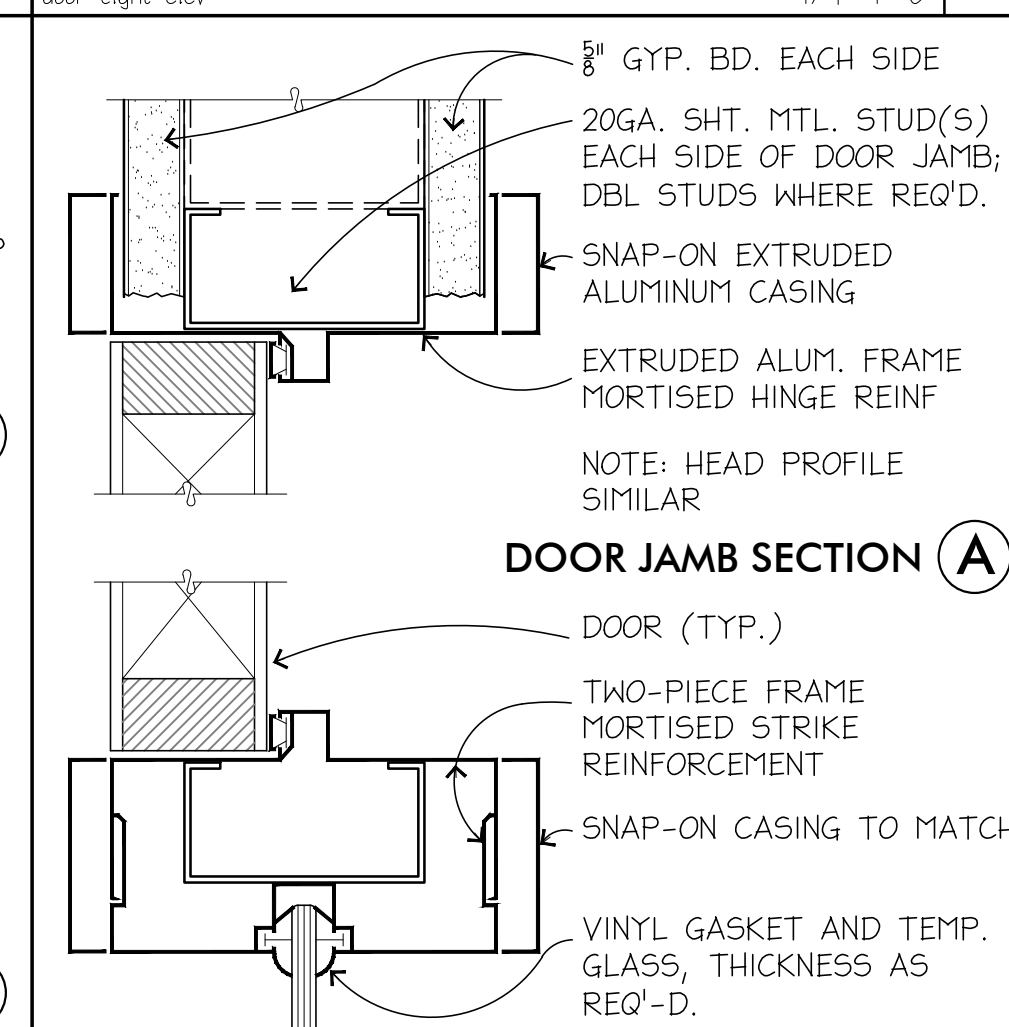 5/8" GYP. BD. EACH SIDE
20GA. SHT. MTL. STUD(S)
EACH SIDE OF DOOR JAMB;
DBL STUDS WHERE REQ'D.
SNAP-ON EXTRUDED
ALUMINUM CASING
EXTRUDED ALUM. FRAME
MORTISED HINGE REINF
NOTE: HEAD PROFILE
SIMILAR
DOOR JAMB SECTION A
DOOR (TYP.)
TWO-PIECE FRAME
MORTISED STRIKE
REINFORCEMENT
SNAP-ON CASING TO MATCH
VINYL GASKET AND TEMP.
GLASS, THICKNESS AS
REQ'-D.